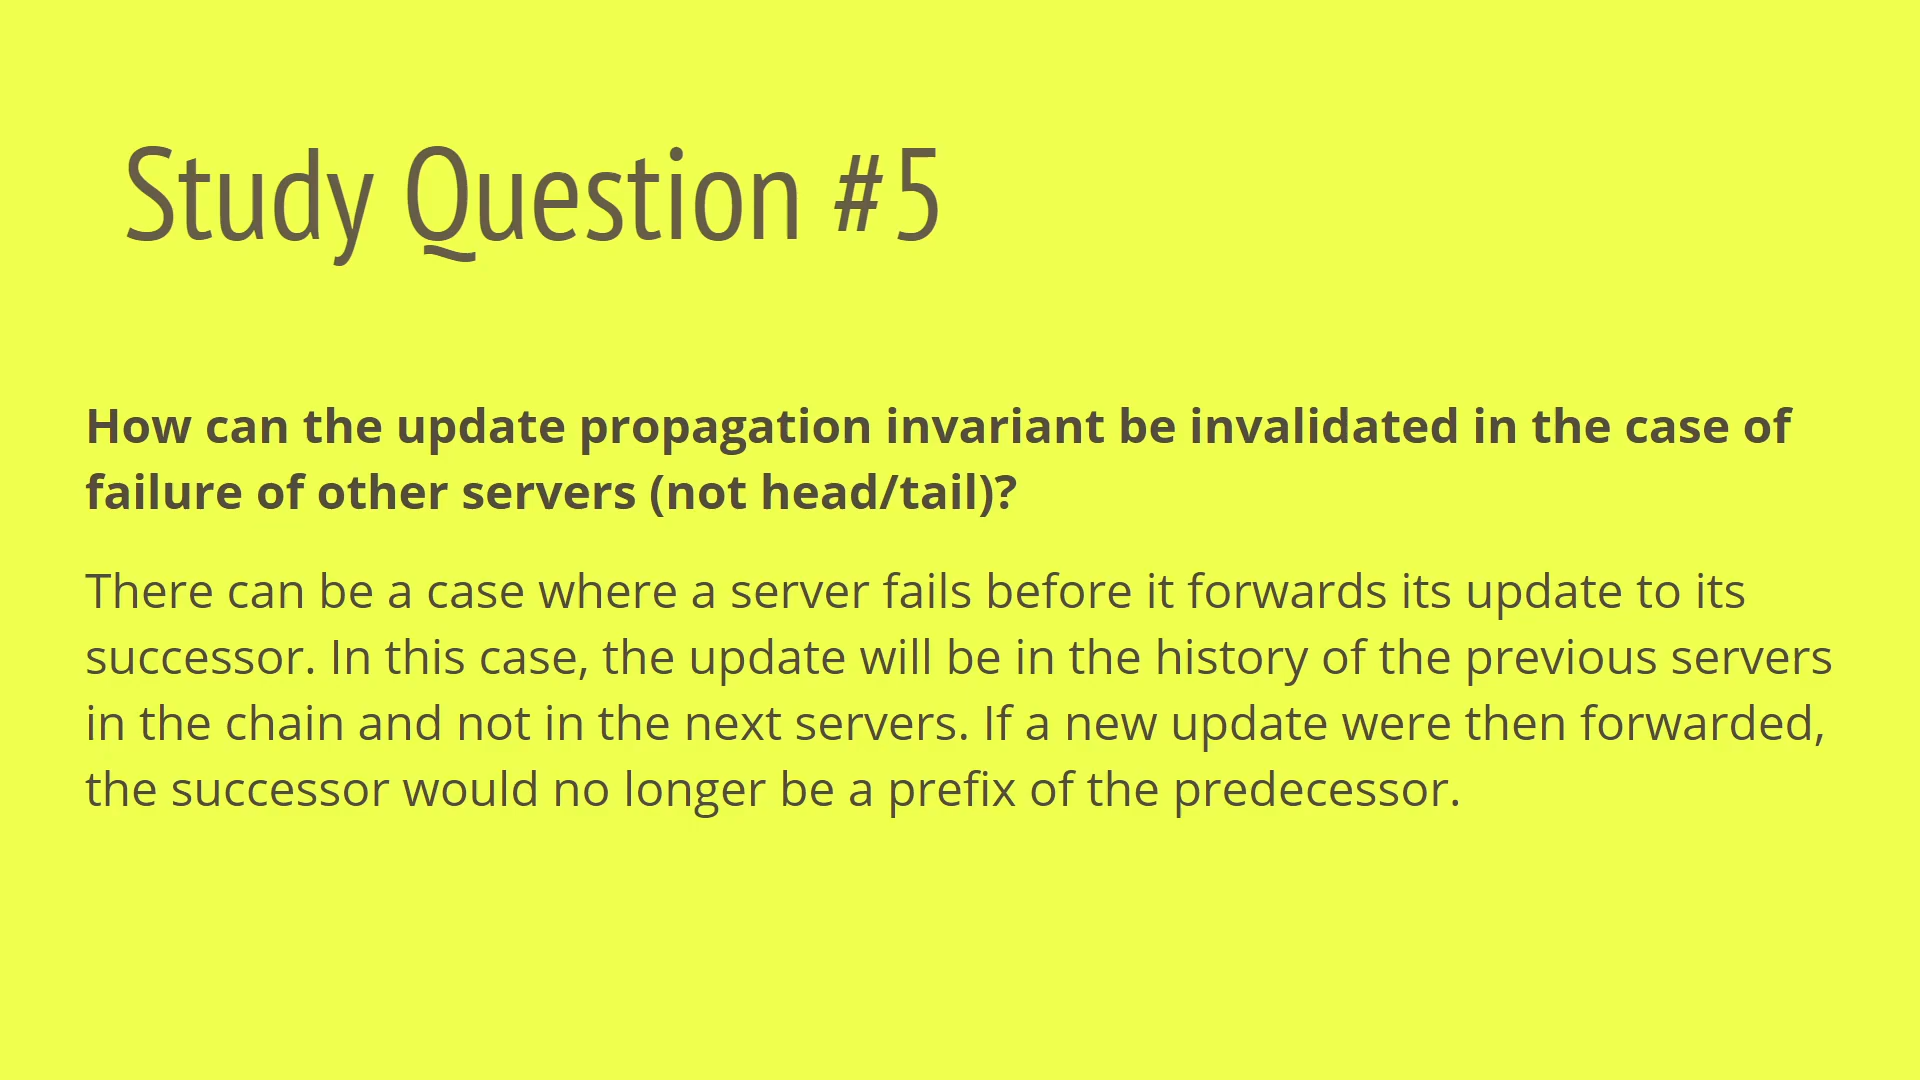 Study Question #5
How can the update propagation invariant be invalidated in the case of
failure of other servers (not head/tail)?
There can be a case where a server fails before it forwards its update to its
successor. In this case, the update will be in the history of the previous servers
in the chain and not in the next servers. If a new update were then forwarded,
the successor would no longer be a prefix of the predecessor.